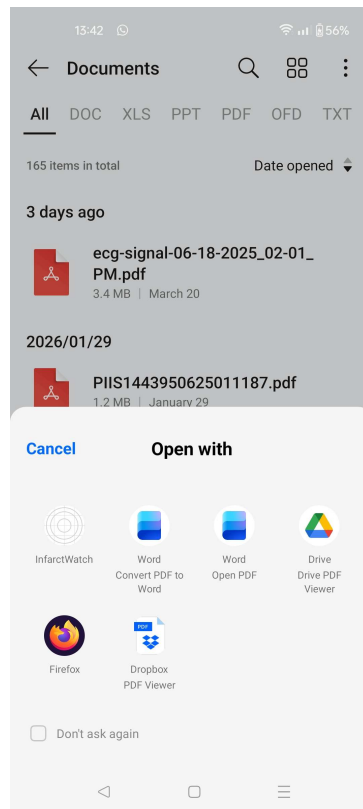 13:42
56%
Documents
All DOC XLS PPT PDF OFD TXT
165 items in total
Date opened
3 days ago
ecg-signal-06-18-2025_02-01_
PM.pdf
3.4 MB | March 20
2026/01/29
PIIS1443950625011187.pdf
1.2 MB | January 29
Cancel
Open with
InfarctWatch
Word
Convert PDF to
Word
Word
Open PDF
Drive
Drive PDF
Viewer
Firefox
PDF
Dropbox
PDF Viewer
Don't ask again